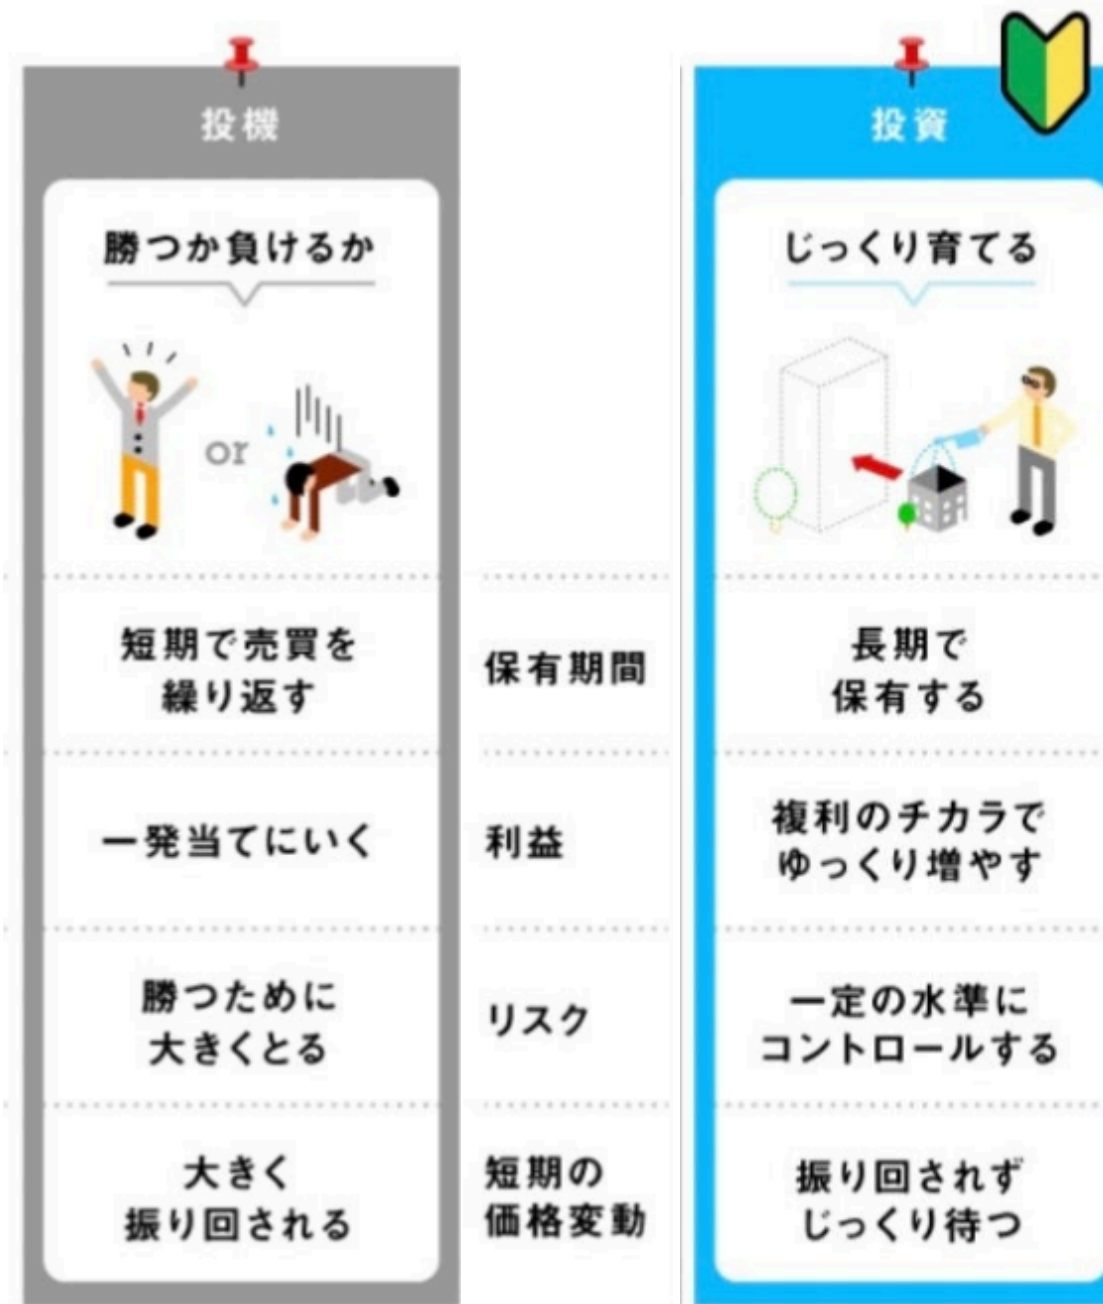 投機
投資
勝つか負けるか
じっくり育てる
or
短期で売買を
繰り返す
保有期間
長期で
保有する
一発当てにいく
利益
複利のチカラで
ゆっくり増やす
勝つために
大きくとる
リスク
一定の水準に
コントロールする
大きく
振り回される
短期の
価格変動
振り回されず
じっくり待つ